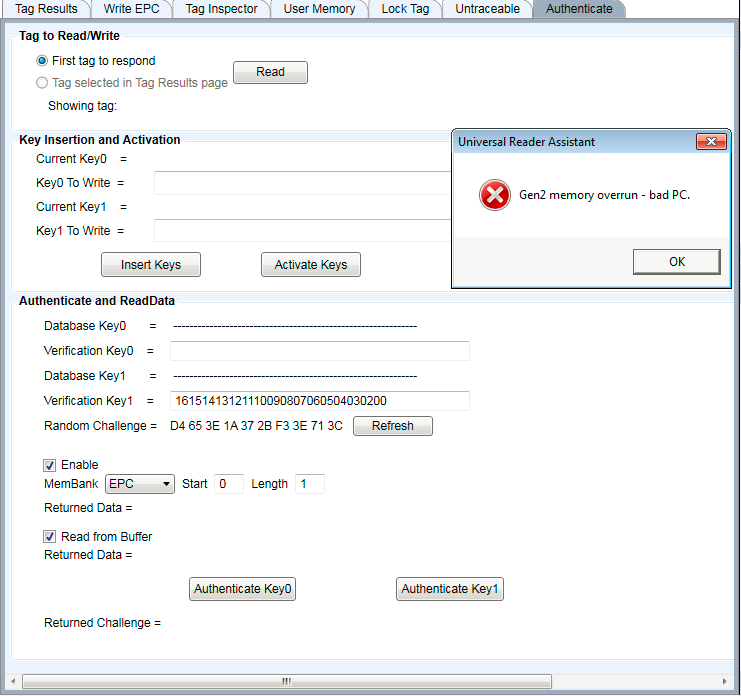 Tag Results Write EPC Tag Inspector User Memory Lock Tag Untraceable Authenticate
Tag to Read/Write
First tag to respond
Tag selected in Tag Results page
Read
Showing tag:
Key Insertion and Activation
Current Key0 =
Key0 To Write =
Current Key1 =
Key1 To Write =
Insert Keys Activate Keys
Universal Reader Assistant
Gen2 memory overrun - bad PC.
OK
Authenticate and ReadData
Database Key0 = -------------------------------------------------------------
Verification Key0 =
Database Key1 = -------------------------------------------------------------
Verification Key1 = 16151413121110090807060504030200
Random Challenge = D4 65 3E 1A 37 2B F3 3E 71 3C Refresh
Enable
MemBank EPC Start 0 Length 1
Returned Data =
Read from Buffer
Returned Data =
Authenticate Key0 Authenticate Key1
Returned Challenge =